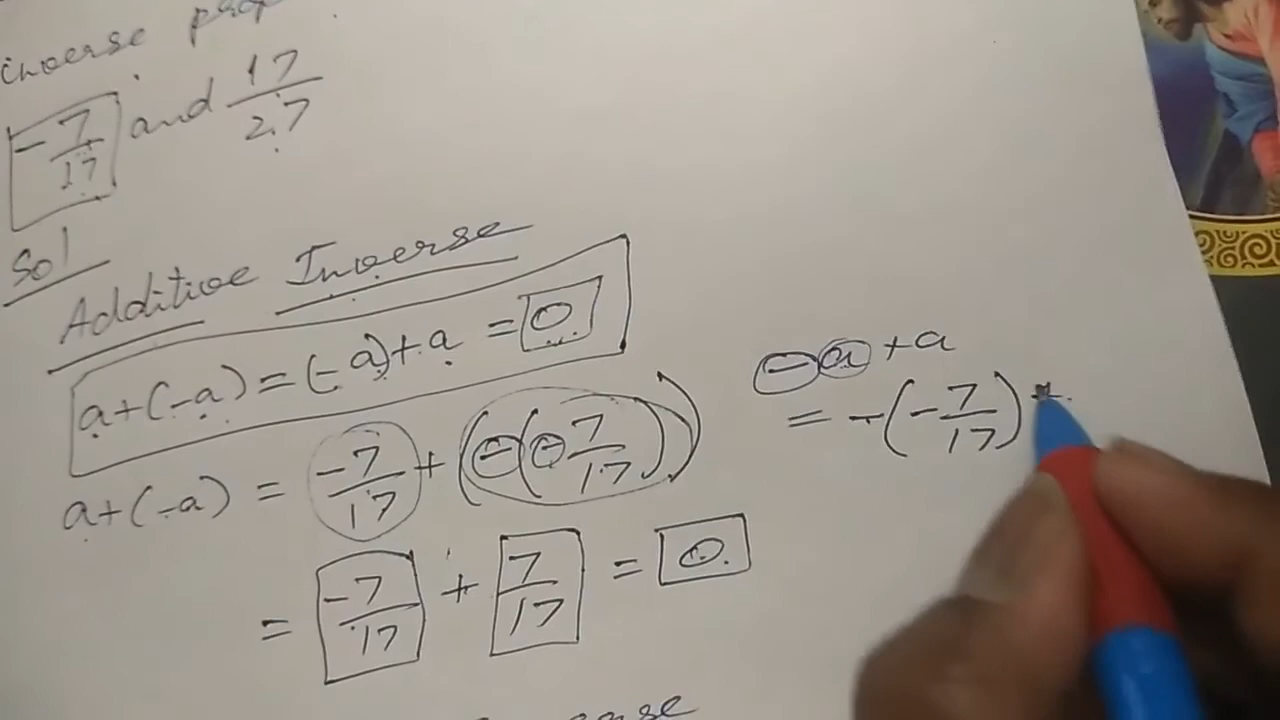 inverse prop
-7/17 and 17/27
Sol
Additive Inverse
a+(-a)=(-a)+a=0
a+(-a) = -7/17 + (-(-7/17))
= -7/17 + 7/17 = 0
-a+a
= -(-7/17)+